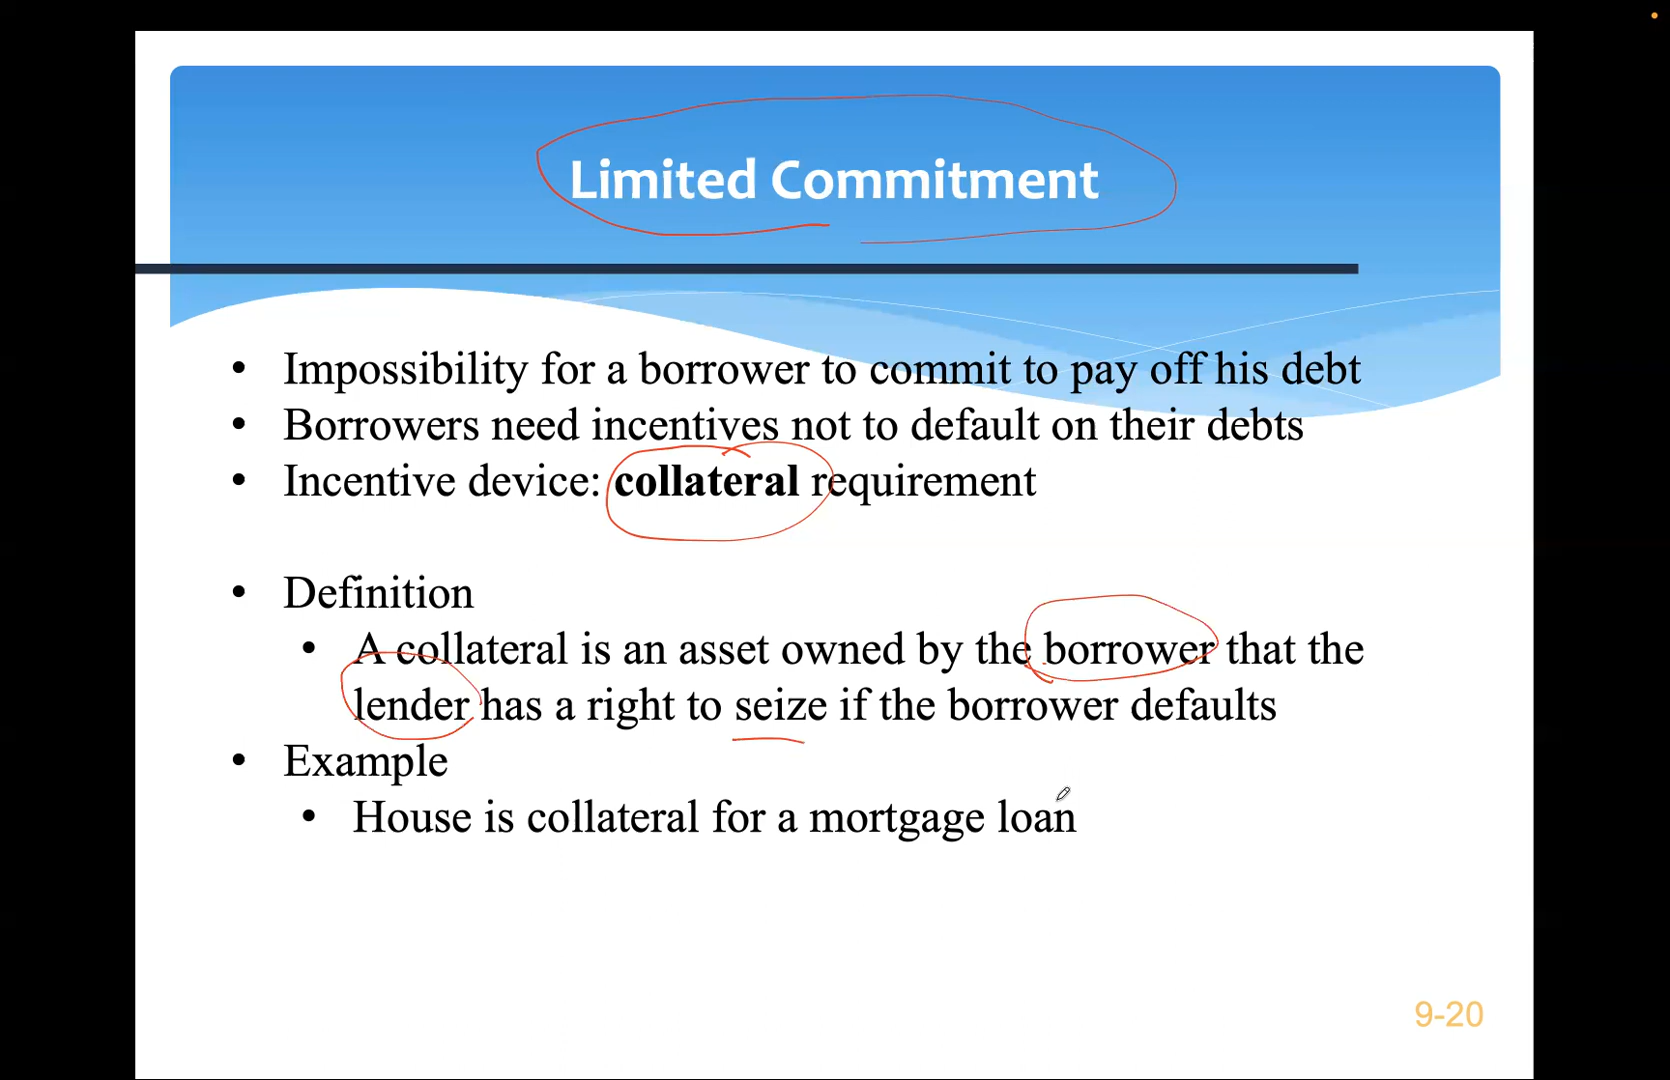 Limited Commitment
• Impossibility for a borrower to commit to pay off his debt
• Borrowers need incentives not to default on their debts
• Incentive device: collateral requirement
• Definition
• A collateral is an asset owned by the borrower that the
lender has a right to seize if the borrower defaults
• Example
• House is collateral for a mortgage loan
9-20